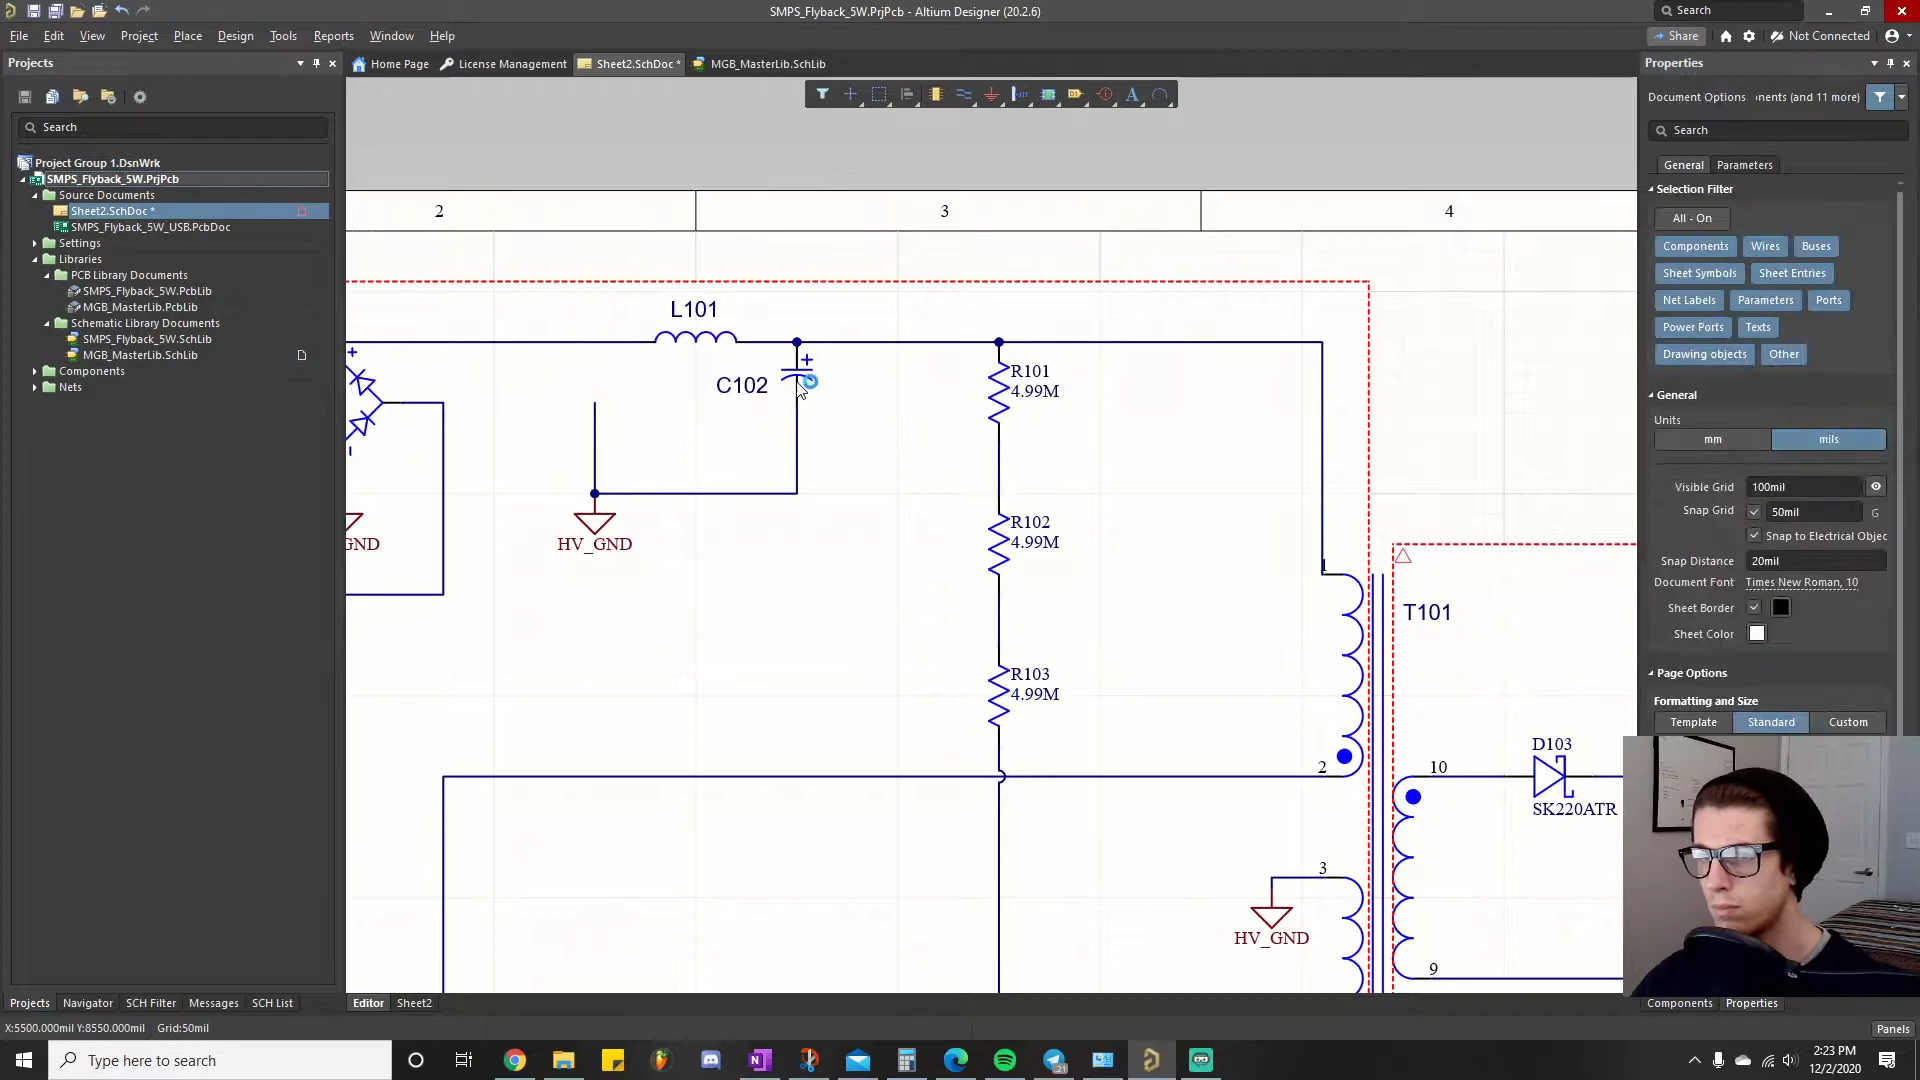 SMPS_Flyback_5W.PrjPcb - Altium Designer (20.2.6)
Search
File Edit View Project Place Design Tools Reports Window Help
Share
Not Connected
Projects
Home Page
License Management
Sheet2.SchDoc *
MGB_MasterLib.SchLib
Properties
Document Options
onents (and 11 more)
Search
Search
Project Group 1.DsnWrk
SMPS_Flyback_5W.PrjPcb
Source Documents
Sheet2.SchDoc *
SMPS_Flyback_5W_USB.PcbDoc
Settings
Libraries
PCB Library Documents
SMPS_Flyback_5W.PcbLib
MGB_MasterLib.PcbLib
Schematic Library Documents
SMPS_Flyback_5W.SchLib
MGB_MasterLib.SchLib
Components
Nets
2 3 4
L101
+
C102
R101
4.99M
R102
4.99M
R103
4.99M
+
GND
HV_GND
1
T101
2
10
D103
SK220ATR
3
HV_GND
9
General Parameters
Selection Filter
All - On
Components Wires Buses
Sheet Symbols Sheet Entries
Net Labels Parameters Ports
Power Ports Texts
Drawing objects Other
General
Units
mm mils
Visible Grid 100mil
Snap Grid 50mil G
Snap to Electrical Objec
Snap Distance 20mil
Document Font Times New Roman, 10
Sheet Border
Sheet Color
Page Options
Formatting and Size
Template Standard Custom
Projects Navigator SCH Filter Messages SCH List
Editor Sheet2
Components Properties
X:5500.000mil Y:8550.000mil Grid:50mil
Panels
Type here to search
21
2:23 PM
12/2/2020